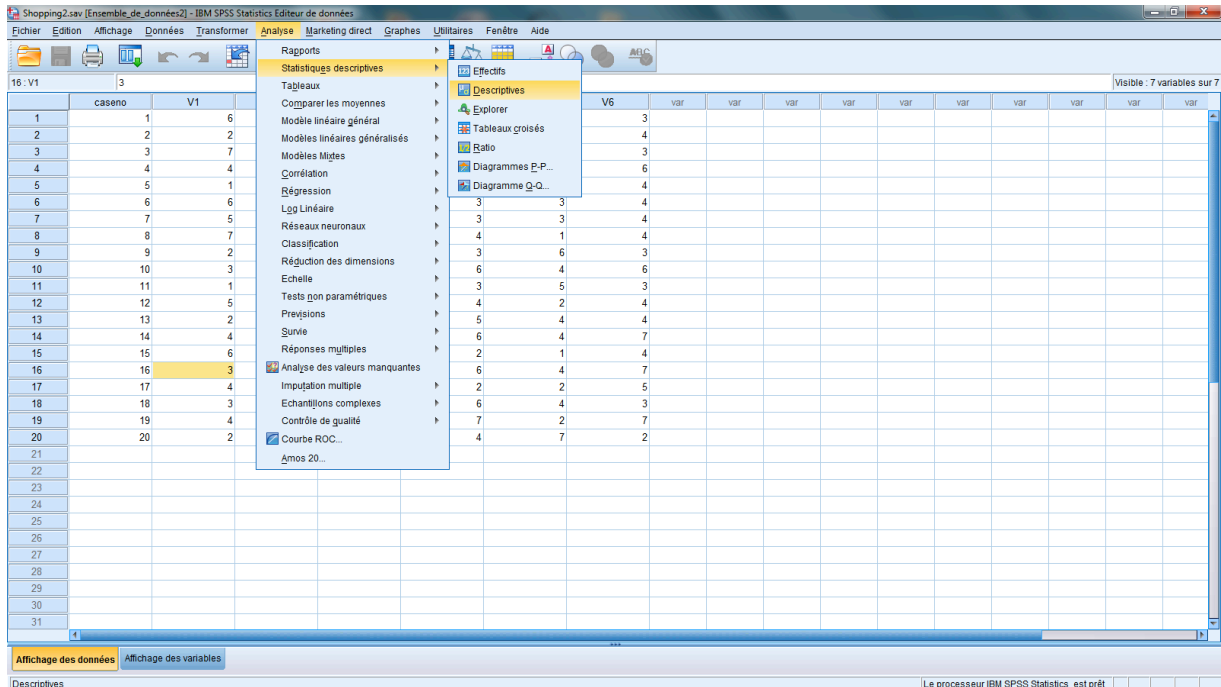 Shopping2.sav [Ensemble_de_données2] - IBM SPSS Statistics Editeur de données
Fichier Edition Affichage Données Transformer Analyse Marketing direct Graphes Utilitaires Fenêtre Aide
16 : V1 3 Visible : 7 variables sur 7
caseno V1 V6 var var var var var var var
Rapports
Statistiques descriptives
Tableaux
Comparer les moyennes
Modèle linéaire général
Modèles linéaires généralisés
Modèles Mixtes
Corrélation
Régression
Log Linéaire
Réseaux neuronaux
Classification
Réduction des dimensions
Echelle
Tests non paramétriques
Prévisions
Survie
Réponses multiples
Analyse des valeurs manquantes
Imputation multiple
Echantillons complexes
Contrôle de qualité
Courbe ROC...
Amos 20...
Effectifs
Descriptives
Explorer
Tableaux croisés
Ratio
Diagrammes P-P...
Diagramme Q-Q...
1 1 6 3
2 2 2 4
3 3 7 3
4 4 4 6
5 5 1 4
6 6 6 3 3 4
7 7 5 3 3 4
8 8 7 4 1 4
9 9 2 3 6 3
10 10 3 6 4 6
11 11 1 3 5 3
12 12 5 4 2 4
13 13 2 5 4 4
14 14 4 6 4 7
15 15 6 2 1 4
16 16 3 6 4 7
17 17 4 2 2 5
18 18 3 6 4 3
19 19 4 7 2 7
20 20 2 4 7 2
21
22
23
24
25
26
27
28
29
30
31
Affichage des données Affichage des variables
Descriptives Le processeur IBM SPSS Statistics est prêt